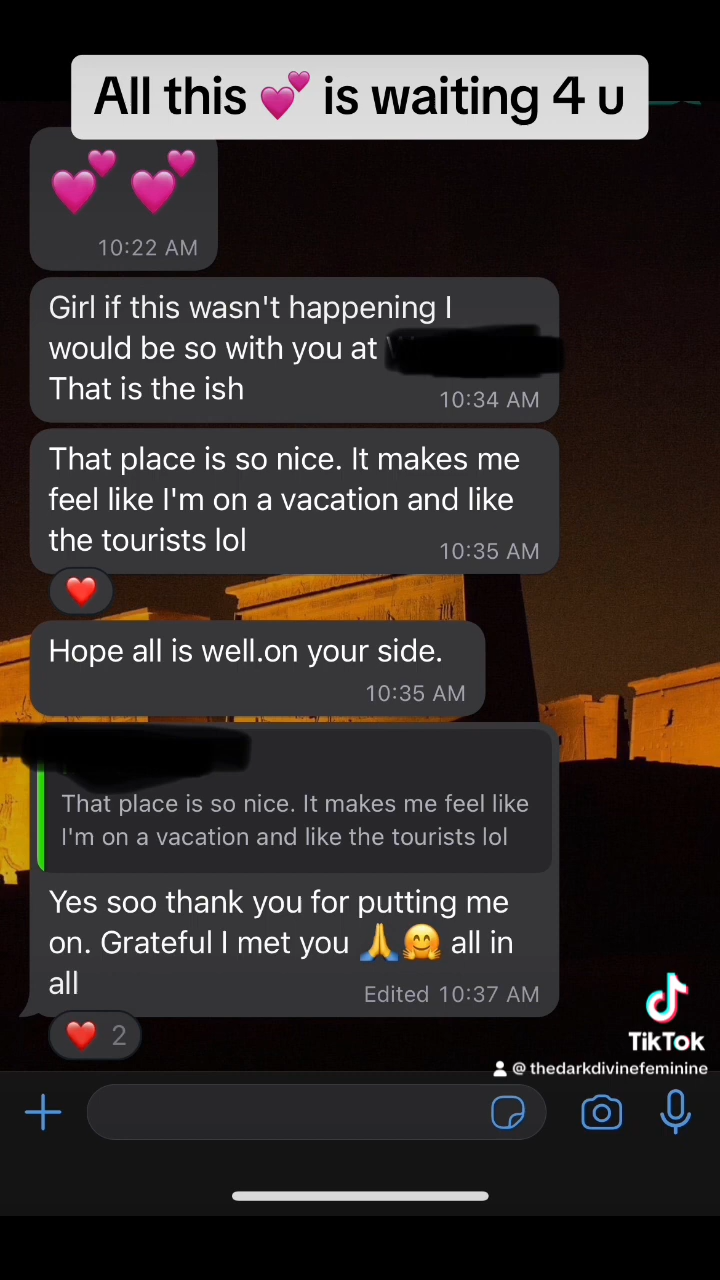 All this 💕 is waiting 4 u
💕 💕
10:22 AM
Girl if this wasn't happening I
would be so with you at
That is the ish
10:34 AM
That place is so nice. It makes me
feel like I'm on a vacation and like
the tourists lol
10:35 AM
❤️
Hope all is well.on your side.
10:35 AM
That place is so nice. It makes me feel like
I'm on a vacation and like the tourists lol
Yes soo thank you for putting me
on. Grateful I met you 🙏🤗 all in
all
Edited 10:37 AM
❤️ 2
TikTok
@thedarkdivinefeminine